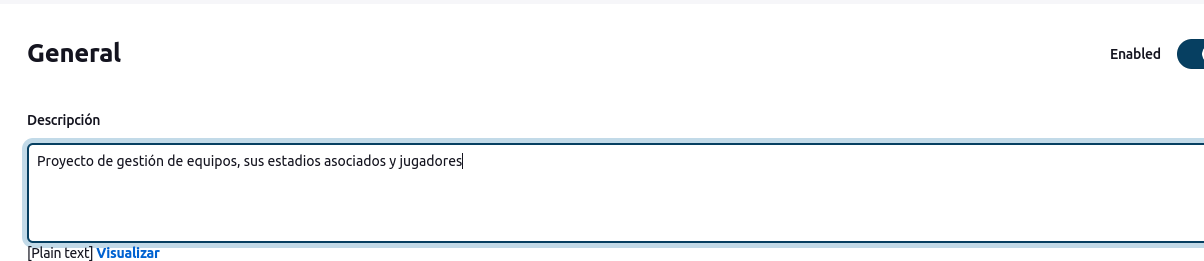 General
Enabled
Descripción
Proyecto de gestión de equipos, sus estadios asociados y jugadores
[Plain text] Visualizar